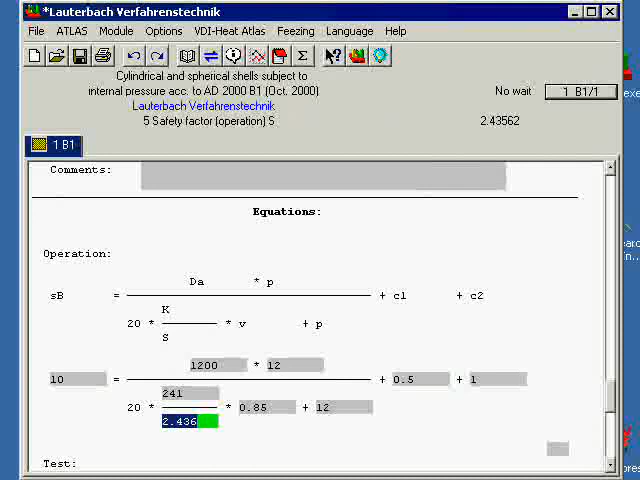 *Lauterbach Verfahrenstechnik
File ATLAS Module Options VDI-Heat Atlas Feezing Language Help
Cylindrical and spherical shells subject to
internal pressure acc. to AD 2000 B1 (Oct. 2000)
No wait 1 B1/1
Lauterbach Verfahrenstechnik
5 Safety factor (operation) S 2.43562
1 B1
Comments:
Equations:
Operation:
Da * p
sB = + c1 + c2
K
20 * * v + p
S
1200 * 12
10 = + 0.5 + 1
241
20 * * 0.85 + 12
2.436
Test: